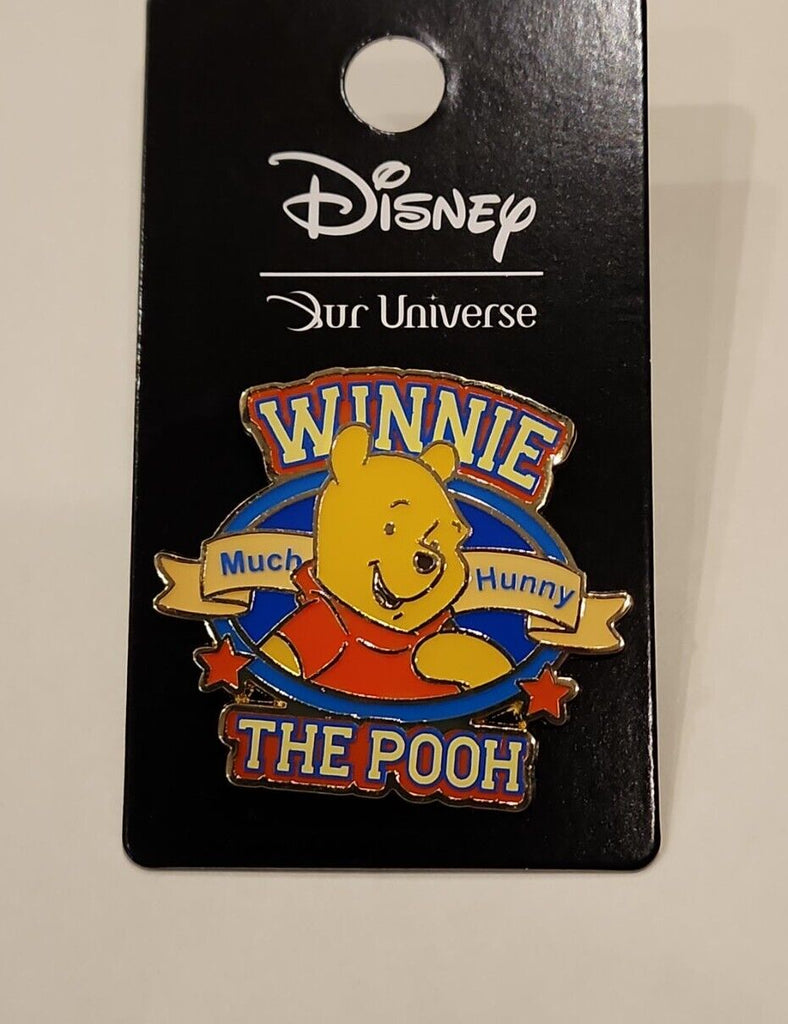 Disney
Our Universe
WINNIE
Much Hunny
THE POOH